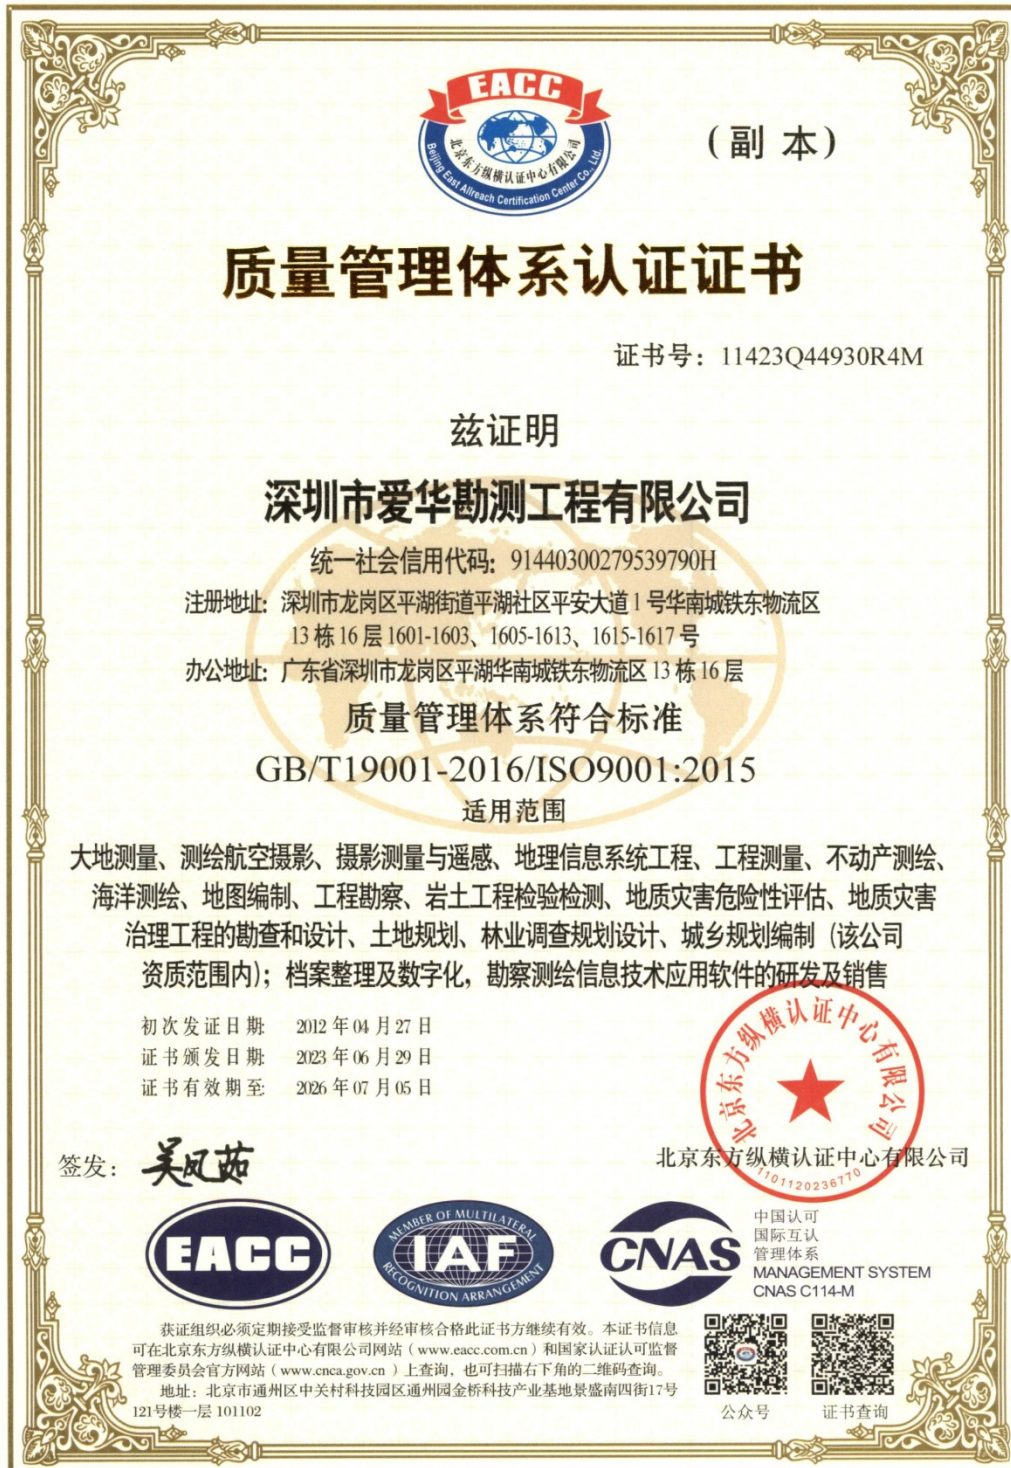 EACC
北京东方纵横认证中心有限公司
Beijing East Allreach Certification Center Co., Ltd.
(副 本)
质量管理体系认证证书
证书号：11423Q44930R4M
兹证明
深圳市爱华勘测工程有限公司
统一社会信用代码：91440300279539790H
注册地址：深圳市龙岗区平湖街道平湖社区平安大道1号华南城铁东物流区
13栋16层1601-1603、1605-1613、1615-1617号
办公地址：广东省深圳市龙岗区平湖华南城铁东物流区13栋16层
质量管理体系符合标准
GB/T19001-2016/ISO9001:2015
适用范围
大地测量、测绘航空摄影、摄影测量与遥感、地理信息系统工程、工程测量、不动产测绘、
海洋测绘、地图编制、工程勘察、岩土工程检验检测、地质灾害危险性评估、地质灾害
治理工程的勘查和设计、土地规划、林业调查规划设计、城乡规划编制（该公司
资质范围内）；档案整理及数字化，勘察测绘信息技术应用软件的研发及销售
初次发证日期： 2012年04月27日
证书颁发日期： 2023年06月29日
证书有效期至： 2026年07月05日
北京东方纵横认证中心有限公司
1101120236770
签发：吴凤茹
北京东方纵横认证中心有限公司
EACC
MEMBER OF MULTILATERAL
IAF
RECOGNITION ARRANGEMENT
CNAS
中国认可
国际互认
管理体系
MANAGEMENT SYSTEM
CNAS C114-M
获证组织必须定期接受监督审核并经审核合格此证书方继续有效。本证书信息
可在北京东方纵横认证中心有限公司网站（www.eacc.com.cn）和国家认证认可监督
管理委员会官方网站（www.cnca.gov.cn）上查询，也可扫描右下角的二维码查询。
地址：北京市通州区中关村科技园区通州园金桥科技产业基地景盛南四街17号
121号楼一层 101102
公众号
证书查询